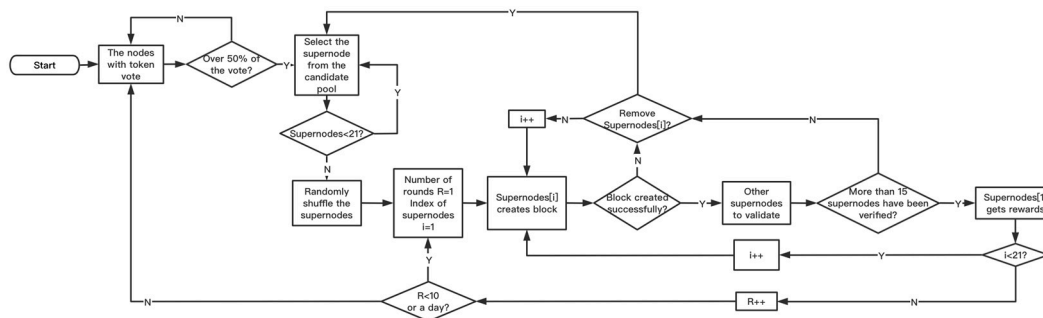 Start
The nodes
with token
vote
N
Over 50% of
the vote?
Y
Select the
supernode
from the
candidate
pool
Y
Supernodes<21?
Y
N
Randomly
shuffle the
supernodes
Number of
rounds R=1
Index of
supernodes
i=1
i++
N
Remove
Supernodes[i]?
N
Supernodes[i]
creates block
N
Block created
successfully?
Y
Other
supernodes
to validate
More than 15
supernodes have been
verified?
Y
Supernodes[1
gets rewards
i<21?
Y
i++
N
R++
R<10
or a day?
Y
N